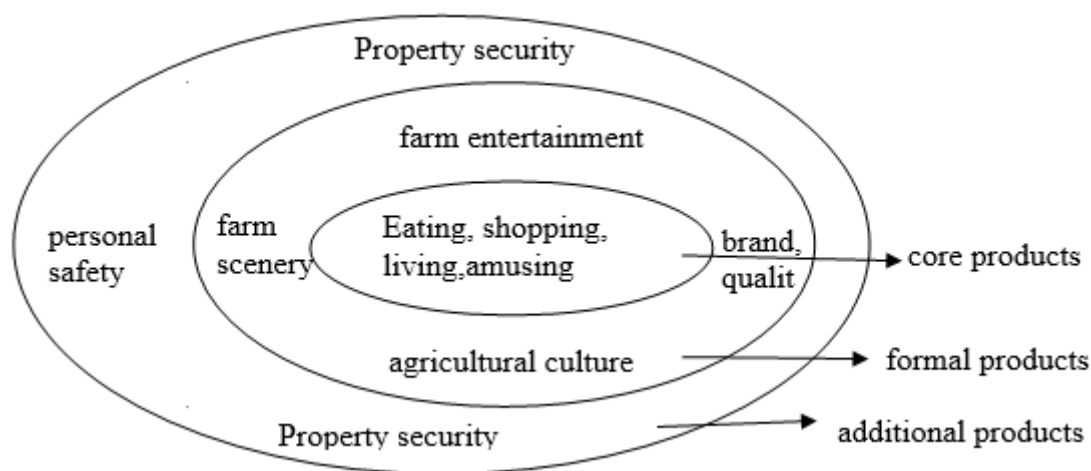 Property security
farm entertainment
personal
safety
farm
scenery
Eating, shopping,
living,amusing
brand,
qualit
core products
agricultural culture
formal products
Property security
additional products